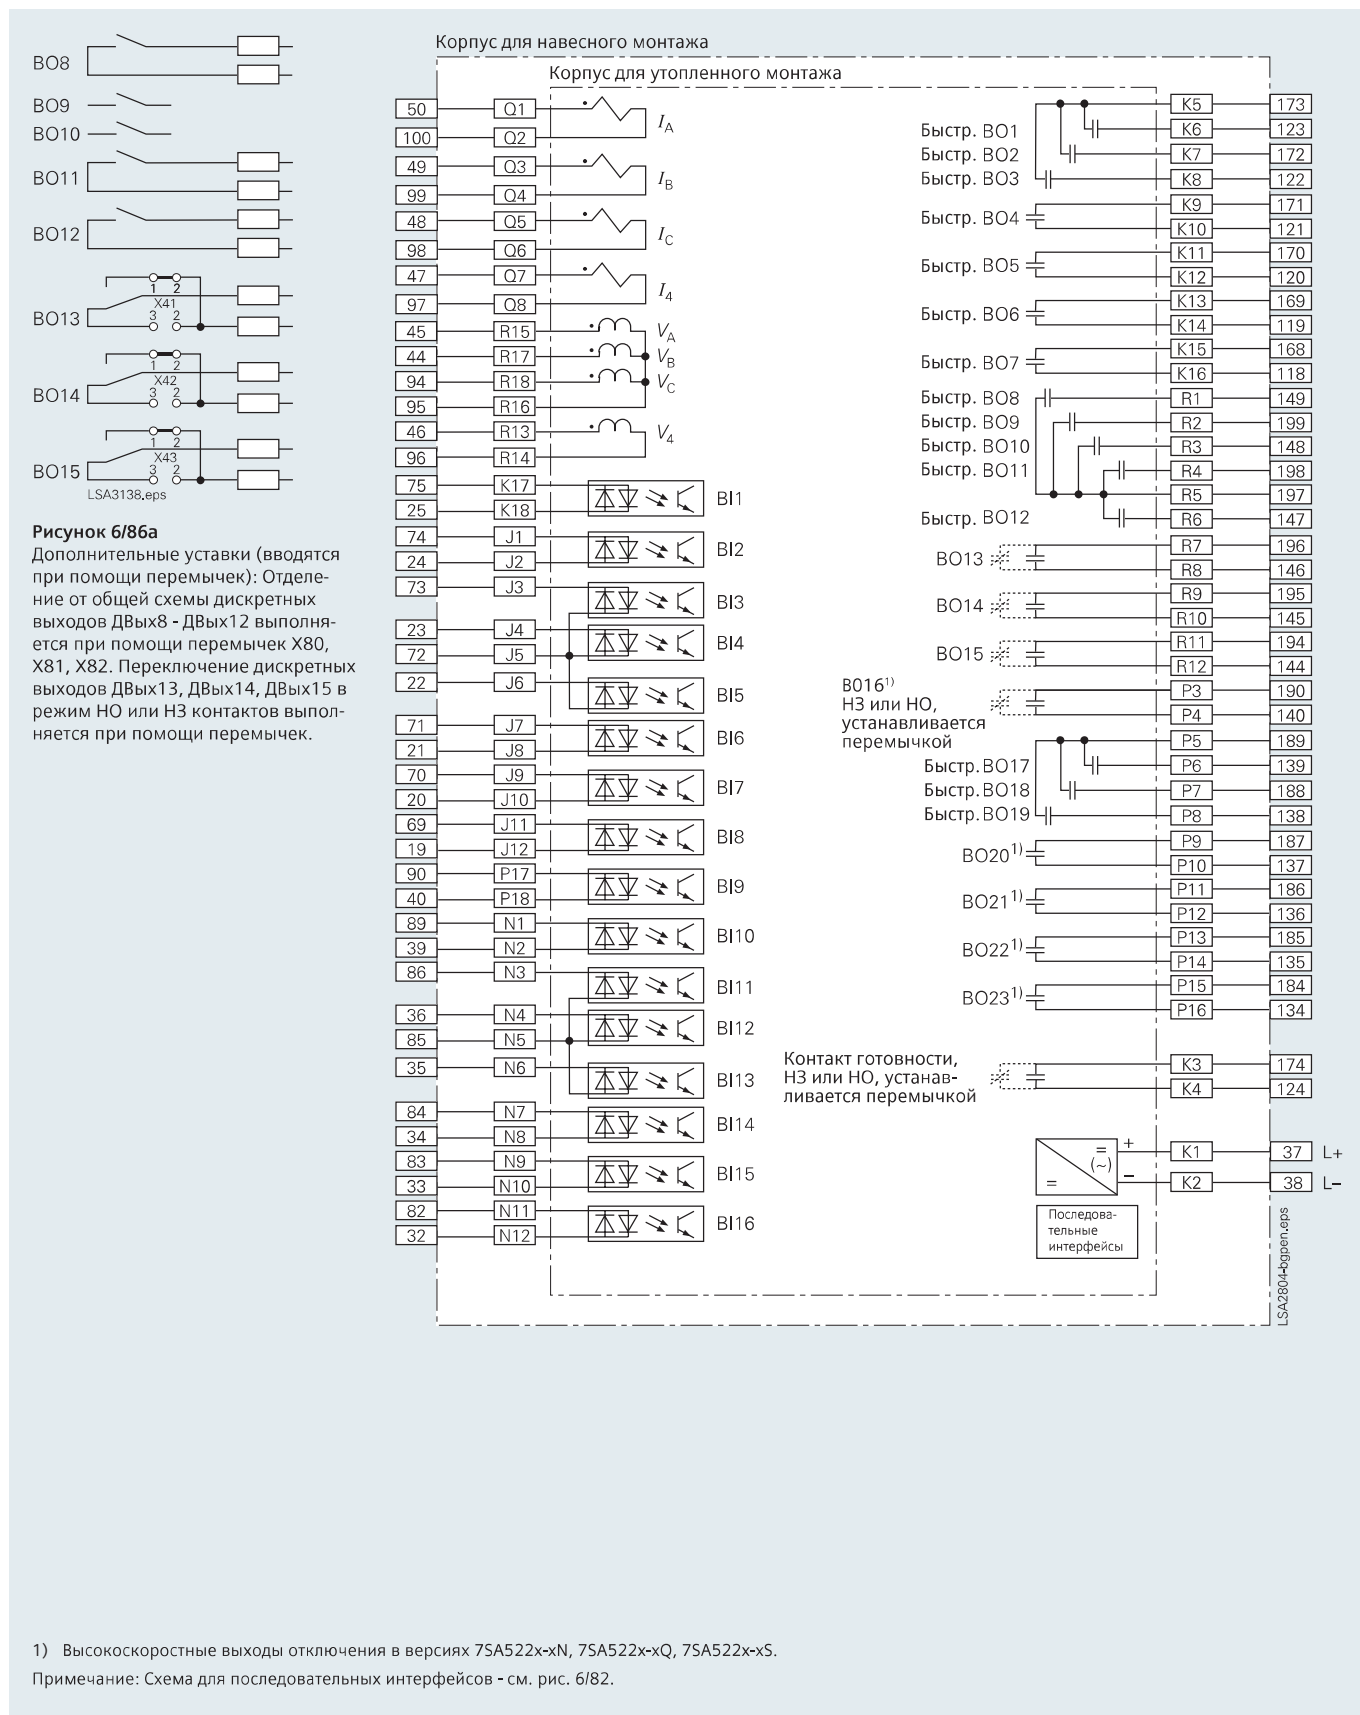 BO8
BO9
BO10
BO11
BO12
1 2
X41
3 2
BO13
1 2
X42
3 2
BO14
1 2
X43
3 2
BO15
LSA3138.eps
Рисунок 6/86a
Дополнительные уставки (вводятся
при помощи перемычек): Отделе-
ние от общей схемы дискретных
выходов ДВых8 - ДВых12 выполня-
ется при помощи перемычек X80,
X81, X82. Переключение дискретных
выходов ДВых13, ДВых14, ДВых15 в
режим НО или НЗ контактов выпол-
няется при помощи перемычек.
Корпус для навесного монтажа
Корпус для утопленного монтажа
50 Q1
I A
100 Q2
49 Q3
I B
99 Q4
48 Q5
I C
98 Q6
47 Q7
I 4
97 Q8
45 R15 V A
44 R17 V B
94 R18 V C
95 R16
46 R13 V 4
96 R14
75 K17
BI1
25 K18
74 J1
BI2
24 J2
73 J3
BI3
23 J4
BI4
72 J5
22 J6
BI5
71 J7
BI6
21 J8
70 J9
BI7
20 J10
69 J11
BI8
19 J12
90 P17
BI9
40 P18
89 N1
BI10
39 N2
86 N3
BI11
36 N4
BI12
85 N5
35 N6
BI13
84 N7
BI14
34 N8
83 N9
BI15
33 N10
82 N11
BI16
32 N12
K5 173
Быстр. BO1 K6 123
Быстр. BO2 K7 172
Быстр. BO3 K8 122
K9 171
Быстр. BO4
K10 121
K11 170
Быстр. BO5
K12 120
K13 169
Быстр. BO6
K14 119
K15 168
Быстр. BO7
K16 118
Быстр. BO8 R1 149
Быстр. BO9 R2 199
Быстр. BO10 R3 148
Быстр. BO11 R4 198
R5 197
Быстр. BO12 R6 147
R7 196
BO13
R8 146
R9 195
BO14
R10 145
R11 194
BO15
R12 144
B016 1)
НЗ или НО,
устанавливается
перемычкой
P3 190
P4 140
P5 189
Быстр. BO17 P6 139
Быстр. BO18 P7 188
Быстр. BO19 P8 138
P9 187
BO20 1)
P10 137
P11 186
BO21 1)
P12 136
P13 185
BO22 1)
P14 135
P15 184
BO23 1)
P16 134
Контакт готовности,
НЗ или НО, устанав-
ливается перемычкой
K3 174
K4 124
= (~) =
+ K1 37 L+
− K2 38 L−
Последова-
тельные
интерфейсы
LSA2804-bgpen.eps
1) Высокоскоростные выходы отключения в версиях 7SA522x-xN, 7SA522x-xQ, 7SA522x-xS.
Примечание: Схема для последовательных интерфейсов - см. рис. 6/82.